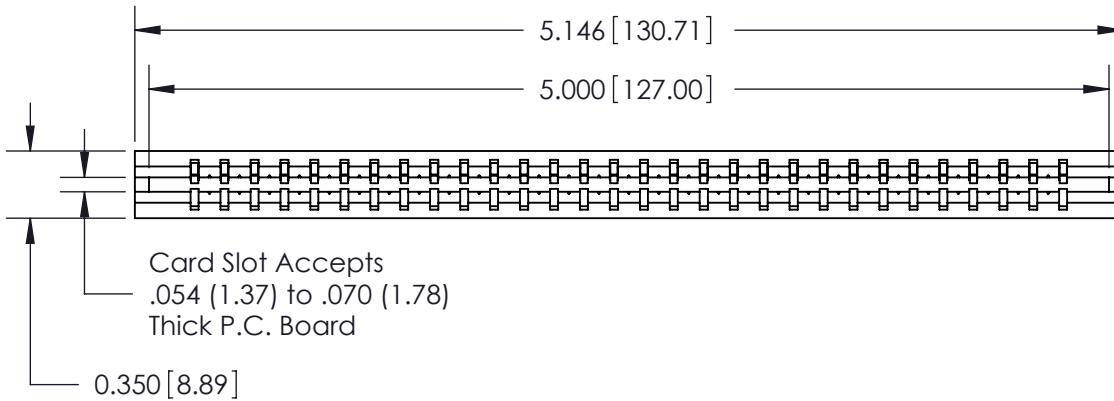 5.146 [130.71]
5.000 [127.00]
Card Slot Accepts
.054 (1.37) to .070 (1.78)
Thick P.C. Board
0.350 [8.89]